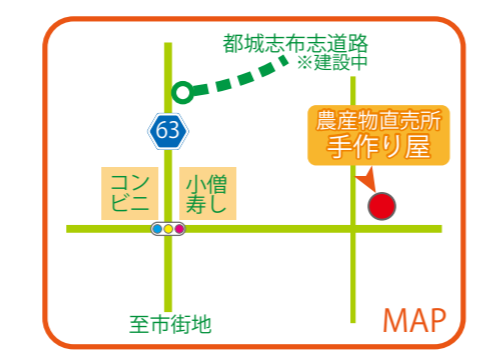 都城志布志道路
※建設中
63
農産物直売所
手作り屋
コン
ビニ
小僧
寿し
至市街地
MAP